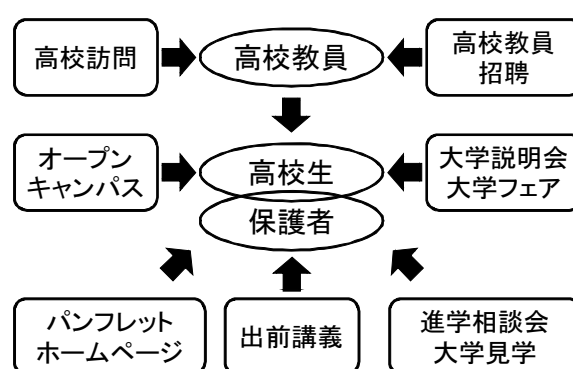 高校訪問
高校教員
高校教員
招聘
オープン
キャンパス
高校生
大学説明会
大学フェア
保護者
パンフレット
ホームページ
出前講義
進学相談会
大学見学